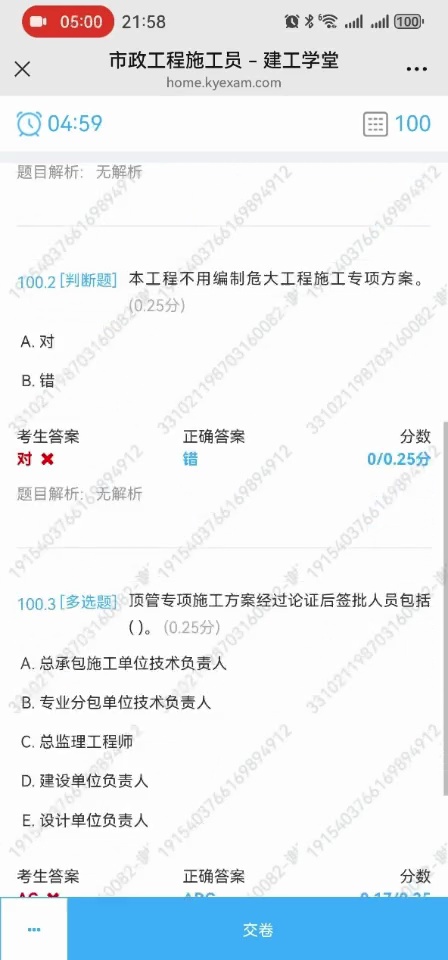 05:00 21:58 100
市政工程施工员 – 建工学堂
home.kyexam.com
04:59 100
题目解析: 无解析
100.2 [判断题] 本工程不用编制危大工程施工专项方案。
(0.25分)
A. 对
B. 错
考生答案 正确答案 分数
对 错 0/0.25分
题目解析: 无解析
100.3 [多选题] 顶管专项施工方案经过论证后签批人员包括
( )。 (0.25分)
A. 总承包施工单位技术负责人
B. 专业分包单位技术负责人
C. 总监理工程师
D. 建设单位负责人
E. 设计单位负责人
考生答案 正确答案 分数
交卷